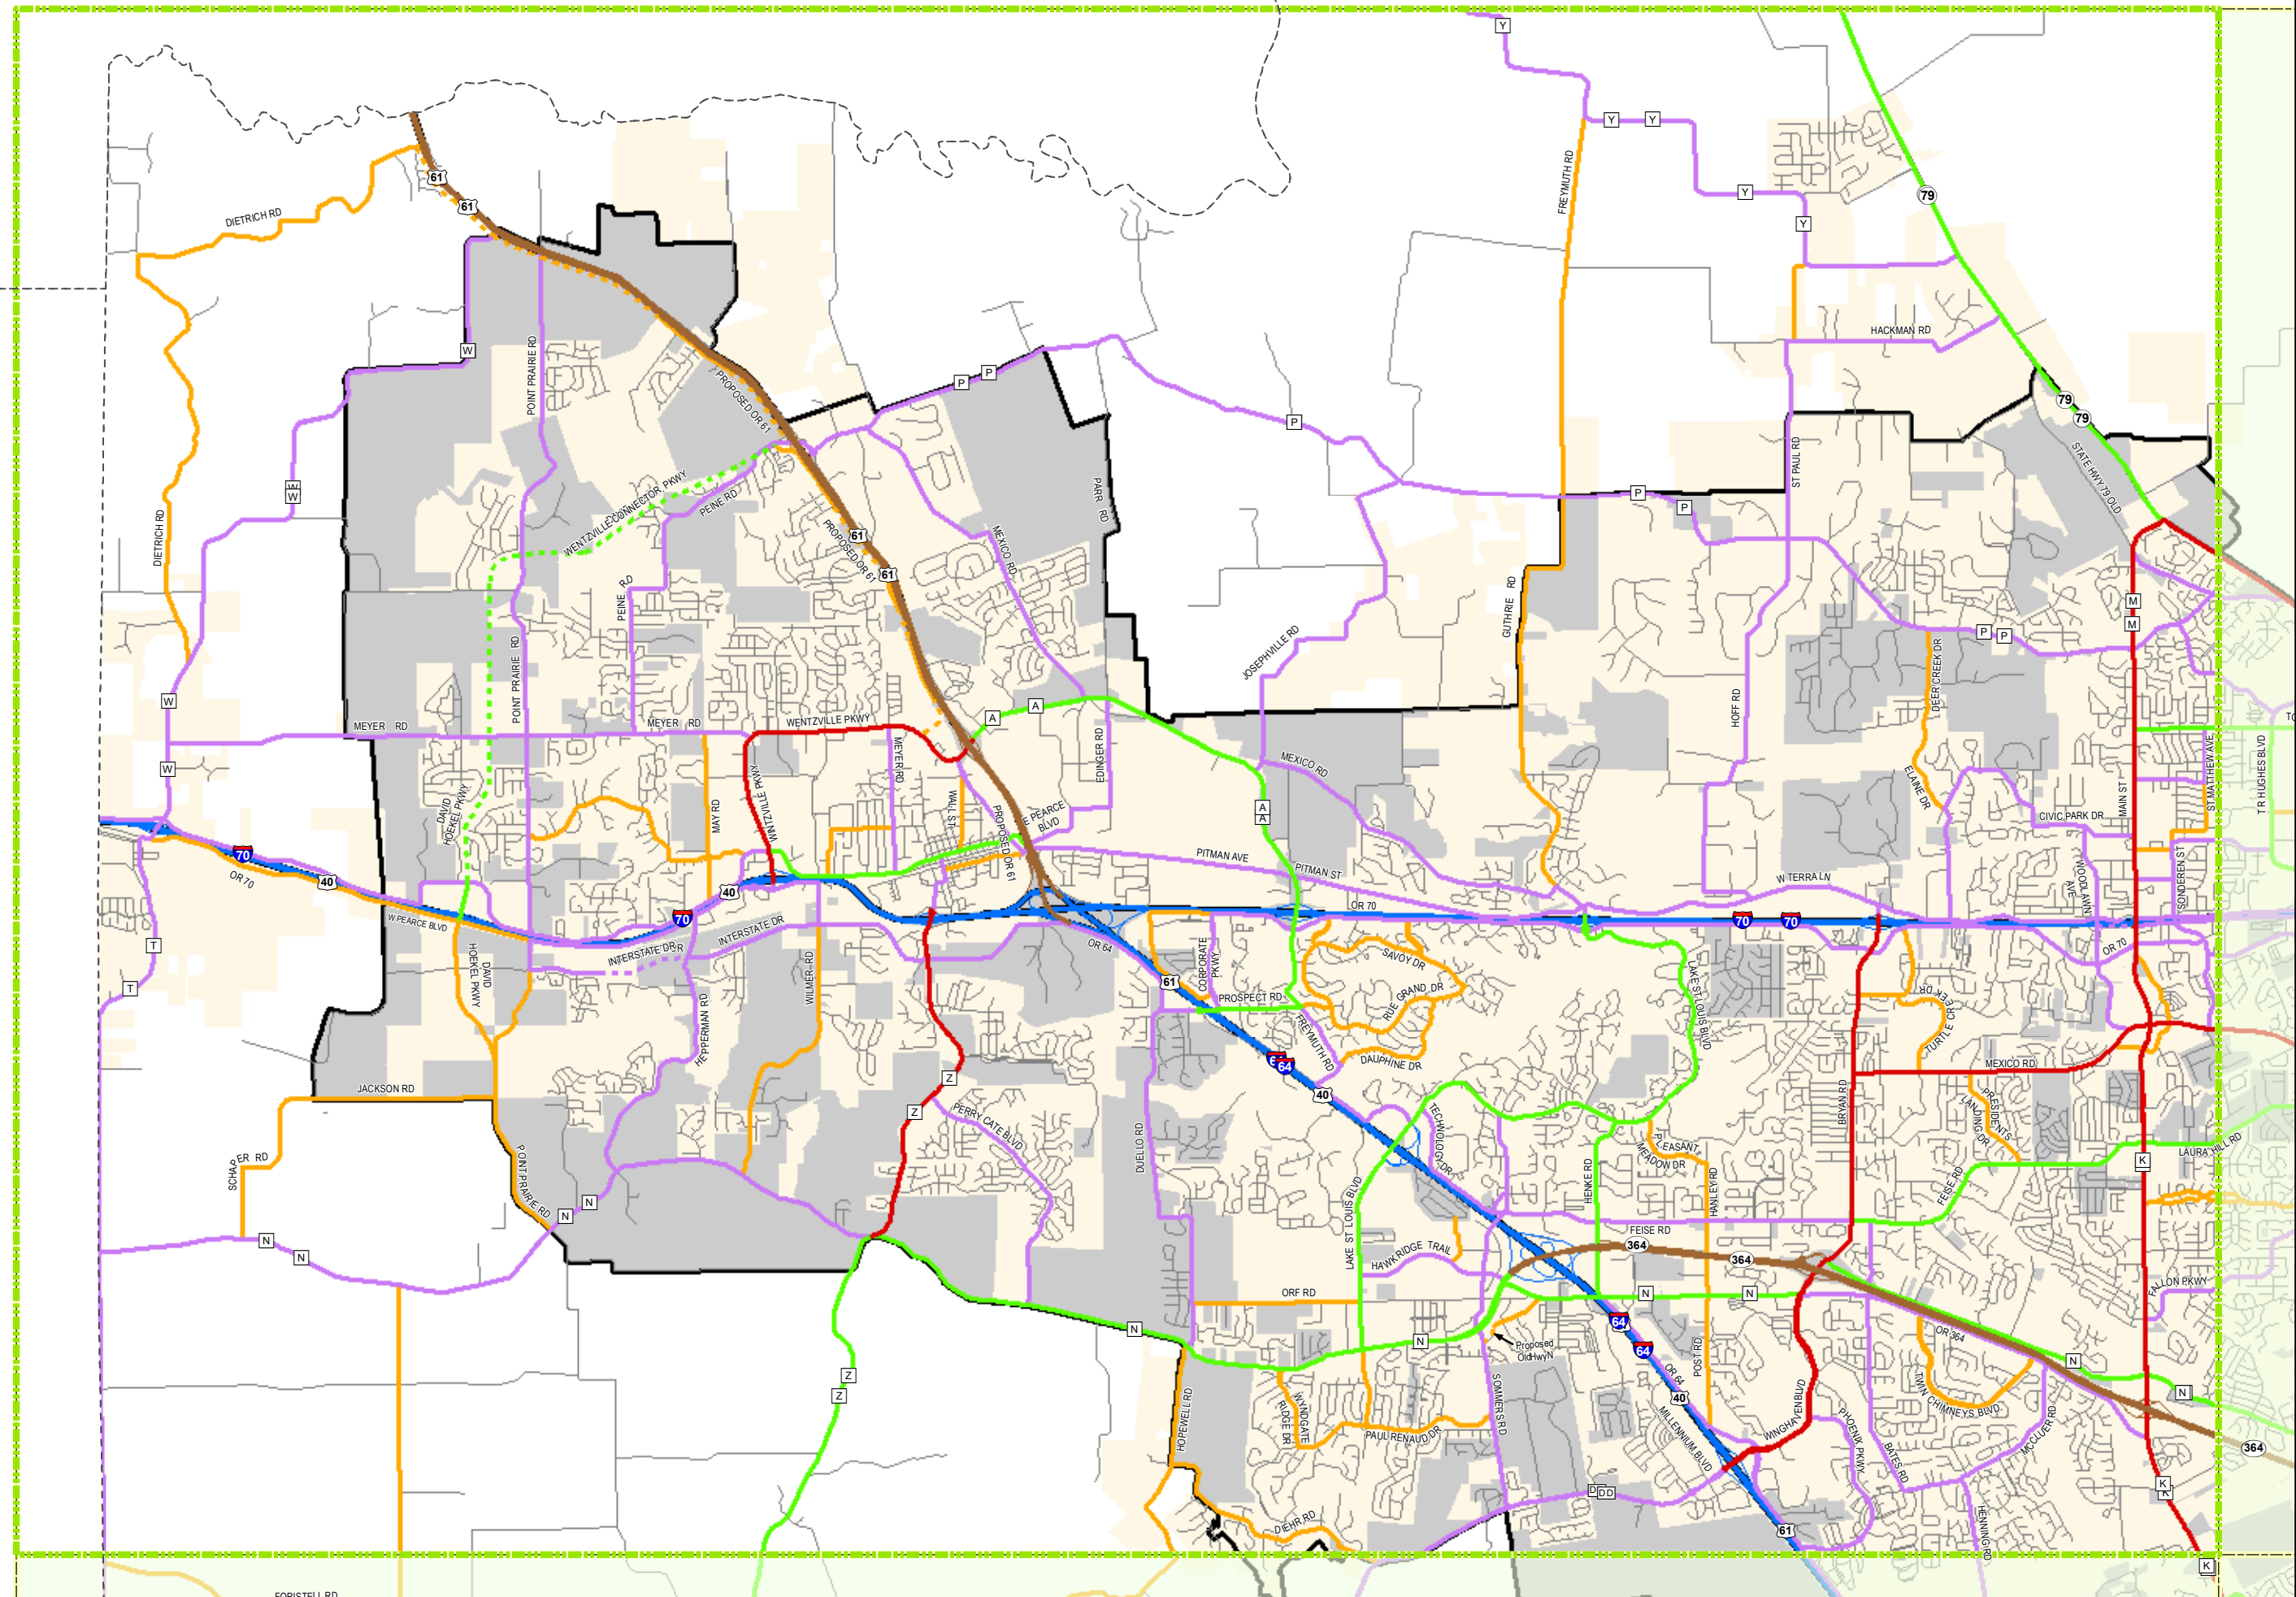 Y
Y
Y
Y
Y
61
61
79
DIETRICH RD
FREYMUTH RD
HACKMAN RD
W
POINT PRAIRIE RD
P
P
P
79
79
PROPOSED OR 61
ST PAUL RD
STATE HWY 79 OLD
W
W
WENTZVILLE CONNECTOR PKWY
PEINE RD
PARR RD
P
P
DIETRICH RD
61
PROPOSED OR 61
61
MEXICO RD
PEINE RD
GUTHRIE RD
M
M
P
P
JOSEPHVILLE RD
POINT PRAIRIE RD
DEER CREEK DR
HOFF RD
W
MEYER RD
MEYER RD
WENTZVILLE PKWY
A
A
EDINGER RD
MEYER RD
MEXICO RD
W
ST MATTHEW AVE
TR HUGHES BLVD
DAVID
HOEKEL PKWY
MAY RD
WNTZVILLE PKWY
WALL ST
PROPOSED OR 61
E PEARCE
BLVD
A
A
ELAINE DR
CIVIC PARK DR
MAIN ST
70
OR 70
40
40
PITMAN AVE
PITMAN ST
W TERRA LN
WOODLAWN
AVE
SONDEREN ST
W PEARCE BLVD
70
OR 70
70
70
INTERSTATE DR
INTERSTATE DR
OR 64
OR 70
T
T
DAVID
HOEKEL PKWY
HEPPERMAN RD
WILMER RD
61
CORPORATE
PKWY
PROSPECT RD
SAVOY DR
RUE GRAND DR
LAKE ST LOUIS BLVD
TURTLE CREEK DR
FREYMUTH RD
DAUPHINE DR
64
64
40
MEXICO RD
JACKSON RD
Z
Z
PERRY CATE BLVD
DUELLO RD
TECHNOLOGY DR
BRYAN RD
PRESIDENTS
LANDING DR
PLEASANT
MEADOW DR
LAURA HILL RD
K
POINT PRAIRIE RD
HENKE RD
HANLEY RD
FEISE RD
LAKE ST LOUIS BLVD
N
N
N
N
FEISE RD
364
364
HAWK RIDGE TRAIL
ORF RD
N
N
N
N
64
64
Proposed
OldHwyN
OR 364
N
N
POST RD
OR 64
40
Z
Z
HOPEWELL RD
WYNDGATE
RIDGE DR
PAUL RENAUD DR
SOMMERS RD
MILLENNIUM BLVD
WINGHAVEN BLVD
PHOENIX PKWY
BATES RD
TWIN CHIMNEYS BLVD
MCCLUER RD
364
K
K
DD
DIEHR RD
61
HENNING RD
K
FORISTELL RD